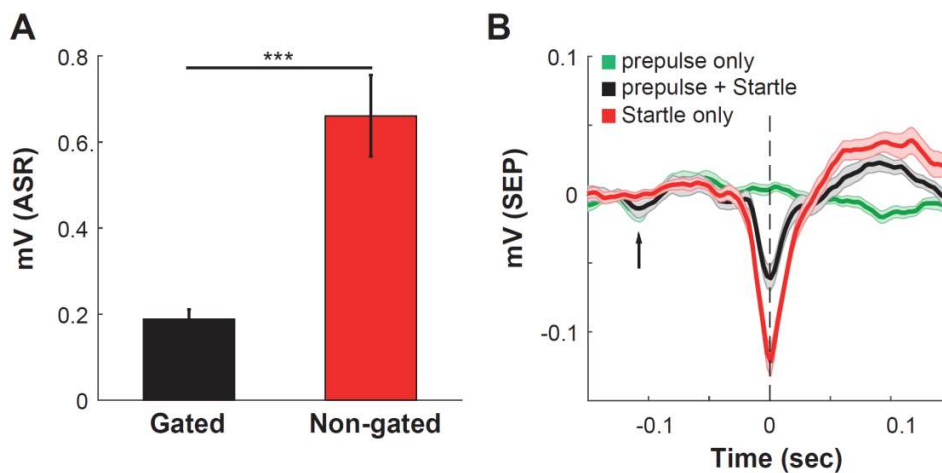 A
mV (ASR)
0.8
0.6
0.4
0.2
0
***
Gated
Non-gated
B
mV (SEP)
0.1
0
-0.1
prepulse only
prepulse + Startle
Startle only
-0.1
0
0.1
Time (sec)